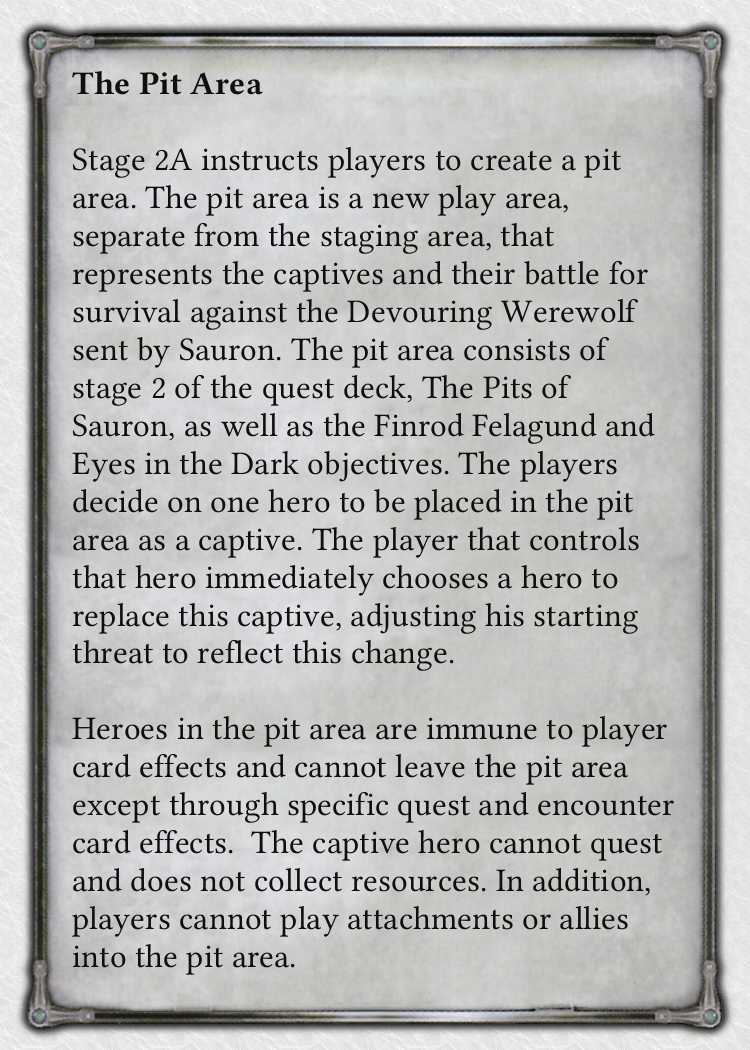 The Pit Area
Stage 2A instructs players to create a pit
area. The pit area is a new play area,
separate from the staging area, that
represents the captives and their battle for
survival against the Devouring Werewolf
sent by Sauron. The pit area consists of
stage 2 of the quest deck, The Pits of
Sauron, as well as the Finrod Felagund and
Eyes in the Dark objectives. The players
decide on one hero to be placed in the pit
area as a captive. The player that controls
that hero immediately chooses a hero to
replace this captive, adjusting his starting
threat to reflect this change.
Heroes in the pit area are immune to player
card effects and cannot leave the pit area
except through specific quest and encounter
card effects.  The captive hero cannot quest
and does not collect resources. In addition,
players cannot play attachments or allies
into the pit area.